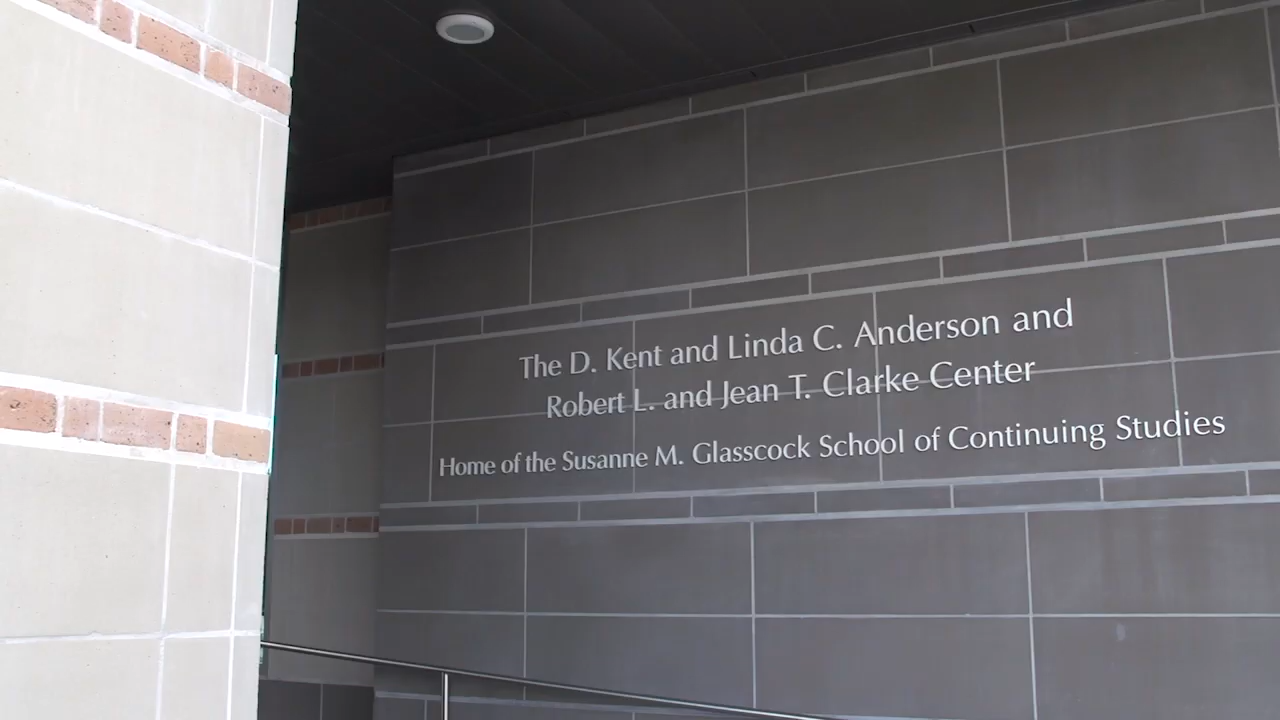 The D. Kent and Linda C. Anderson and
Robert L. and Jean T. Clarke Center
Home of the Susanne M. Glasscock School of Continuing Studies